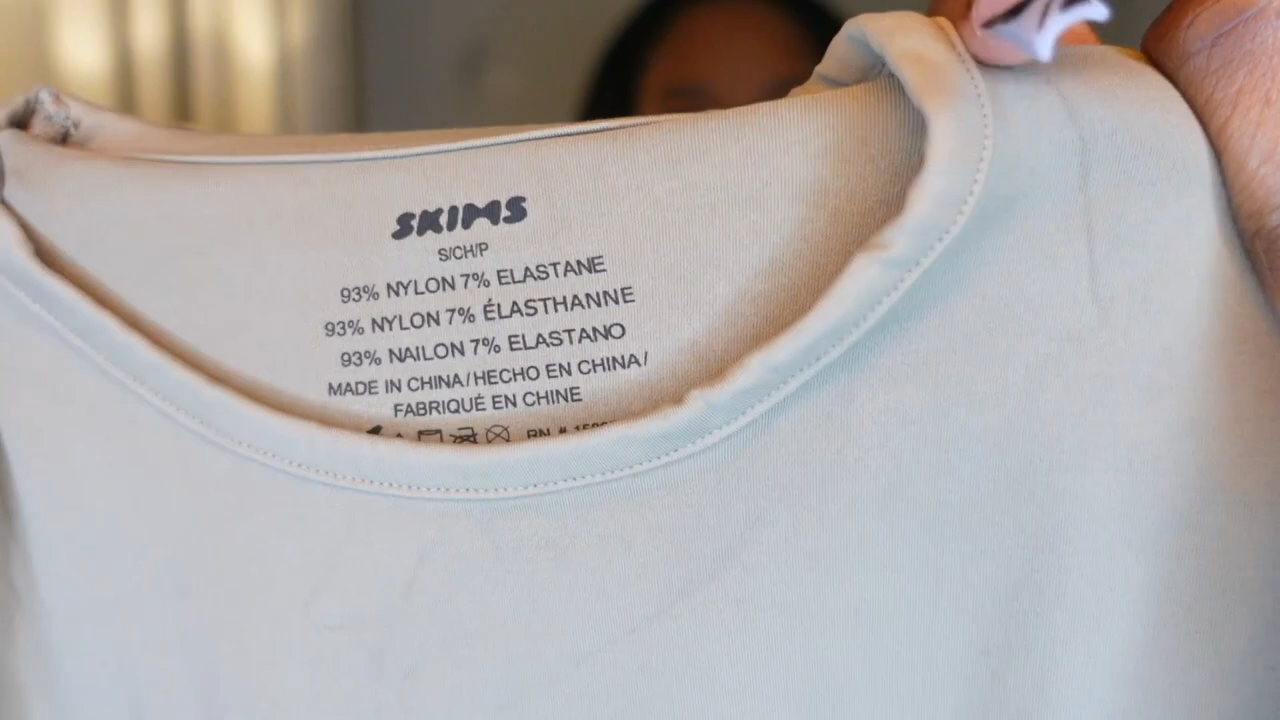 SKIMS
S/CH/P
93% NYLON 7% ELASTANE
93% NYLON 7% ÉLASTHANNE
93% NAILON 7% ELASTANO
MADE IN CHINA/HECHO EN CHINA/
FABRIQUÉ EN CHINE
RN #